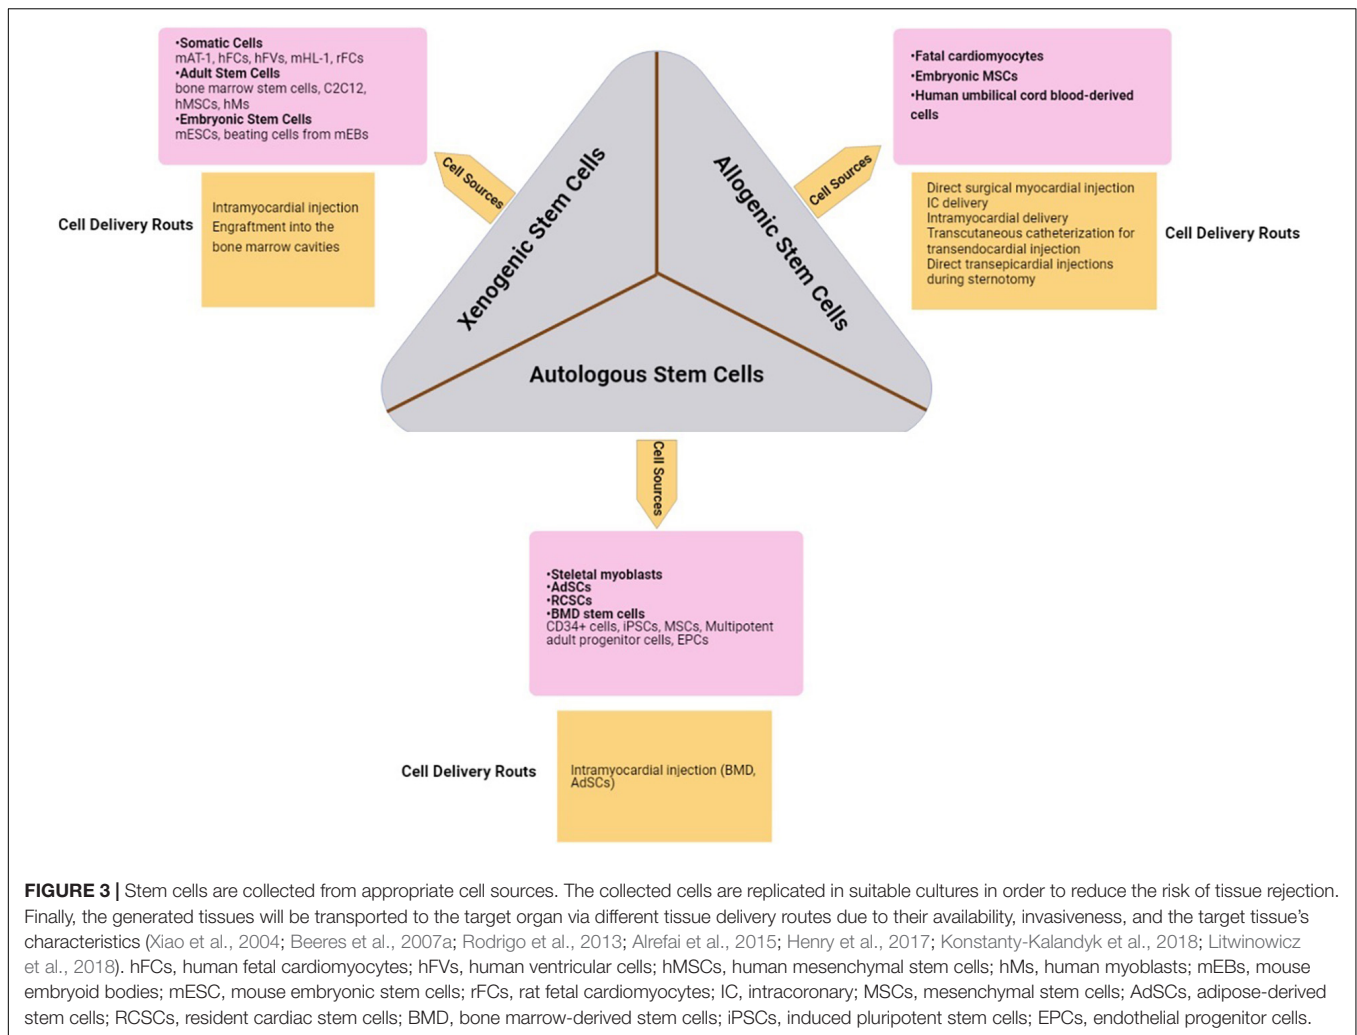 •Somatic Cells
mAT-1, hFCs, hFVs, mHL-1, rFCs
•Adult Stem Cells
bone marrow stem cells, C2C12,
hMSCs, hMs
•Embryonic Stem Cells
mESCs, beating cells from mEBs
Cell Sources
Cell Delivery Routs
Intramyocardial injection
Engraftment into the
bone marrow cavities
Xenogenic Stem Cells
Allogenic Stem Cells
Autologous Stem Cells
•Fatal cardiomyocytes
•Embryonic MSCs
•Human umbilical cord blood-derived
cells
Cell Sources
Direct surgical myocardial injection
IC delivery
Intramyocardial delivery
Transcutaneous catheterization for
transendocardial injection
Direct transepicardial injections
during sternotomy
Cell Delivery Routs
Cell Sources
•Steletal myoblasts
•AdSCs
•RCSCs
•BMD stem cells
CD34+ cells, iPSCs, MSCs, Multipotent
adult progenitor cells, EPCs
Cell Delivery Routs
Intramyocardial injection (BMD,
AdSCs)
FIGURE 3 | Stem cells are collected from appropriate cell sources. The collected cells are replicated in suitable cultures in order to reduce the risk of tissue rejection.
Finally, the generated tissues will be transported to the target organ via different tissue delivery routes due to their availability, invasiveness, and the target tissue's
characteristics (Xiao et al., 2004; Beeres et al., 2007a; Rodrigo et al., 2013; Alrefai et al., 2015; Henry et al., 2017; Konstanty-Kalandyk et al., 2018; Litwinowicz
et al., 2018). hFCs, human fetal cardiomyocytes; hFVs, human ventricular cells; hMSCs, human mesenchymal stem cells; hMs, human myoblasts; mEBs, mouse
embryoid bodies; mESC, mouse embryonic stem cells; rFCs, rat fetal cardiomyocytes; IC, intracoronary; MSCs, mesenchymal stem cells; AdSCs, adipose-derived
stem cells; RCSCs, resident cardiac stem cells; BMD, bone marrow-derived stem cells; iPSCs, induced pluripotent stem cells; EPCs, endothelial progenitor cells.